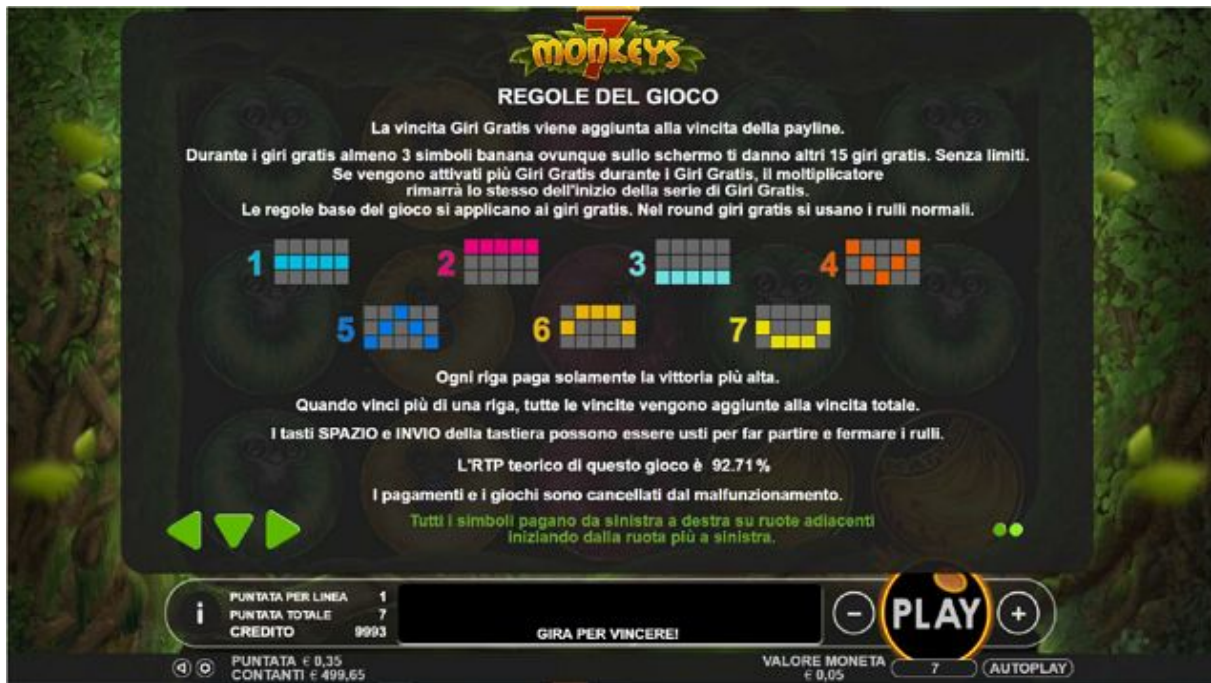 7
MONKEYS
REGOLE DEL GIOCO
La vincita Giri Gratis viene aggiunta alla vincita della payline.
Durante i giri gratis almeno 3 simboli banana ovunque sullo schermo ti danno altri 15 giri gratis. Senza limiti.
Se vengono attivati più Giri Gratis durante i Giri Gratis, il moltiplicatore
rimarrà lo stesso dell'inizio della serie di Giri Gratis.
Le regole base del gioco si applicano ai giri gratis. Nel round giri gratis si usano i rulli normali.
1 2 3 4
5 6 7
Ogni riga paga solamente la vittoria più alta.
Quando vinci più di una riga, tutte le vincite vengono aggiunte alla vincita totale.
I tasti SPAZIO e INVIO della tastiera possono essere usti per far partire e fermare i rulli.
L'RTP teorico di questo gioco è 92.71%
I pagamenti e i giochi sono cancellati dal malfunzionamento.
Tutti i simboli pagano da sinistra a destra su ruote adiacenti
iniziando dalla ruota più a sinistra.
i
PUNTATA PER LINEA 1
PUNTATA TOTALE 7
CREDITO 9993
GIRA PER VINCERE!
PLAY
PUNTATA € 0,35
CONTANTI € 499,65
VALORE MONETA
€ 0,05
7
AUTOPLAY